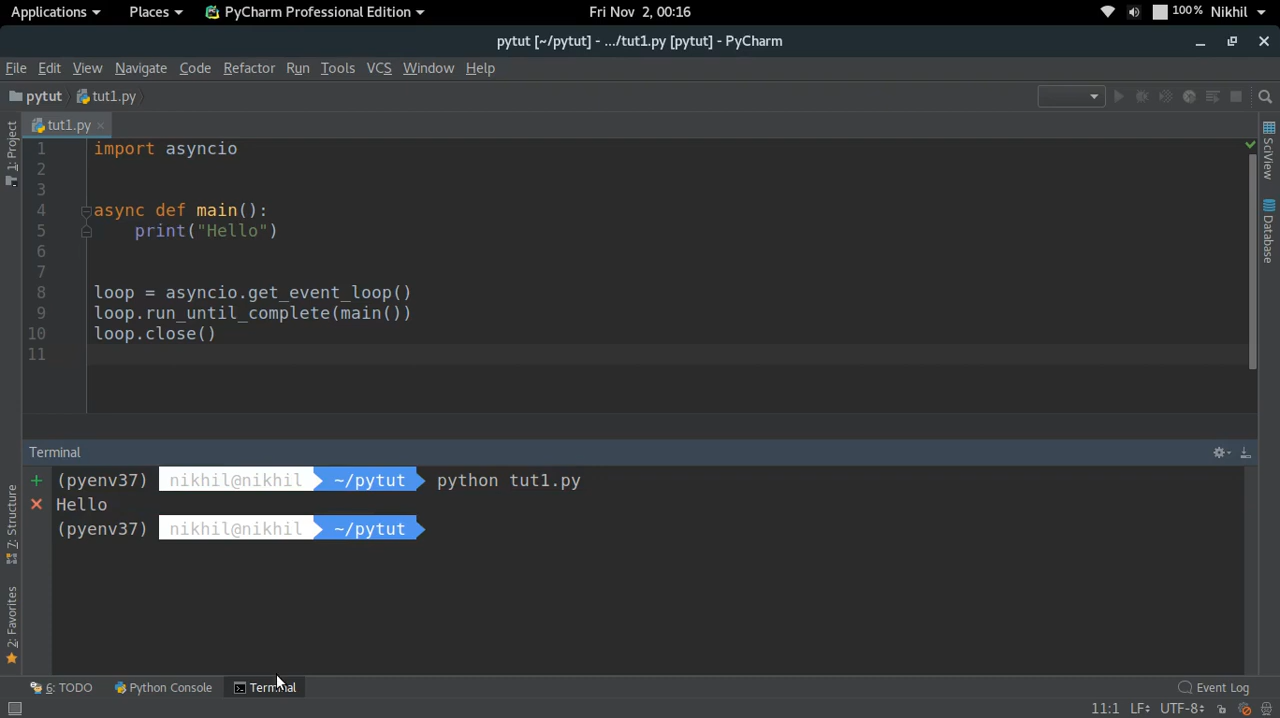 Applications Places PyCharm Professional Edition Fri Nov 2, 00:16 100% Nikhil
pytut [~/pytut] - .../tut1.py [pytut] - PyCharm
File Edit View Navigate Code Refactor Run Tools VCS Window Help
pytut tut1.py
tut1.py
1: Project
SciView
Database
1 import asyncio
2
3
4 async def main():
5 print("Hello")
6
7
8 loop = asyncio.get_event_loop()
9 loop.run_until_complete(main())
10 loop.close()
11
Terminal
(pyenv37) nikhil@nikhil ~/pytut python tut1.py
Hello
(pyenv37) nikhil@nikhil ~/pytut
7: Structure
2: Favorites
6: TODO Python Console Terminal Event Log
11:1 LF UTF-8